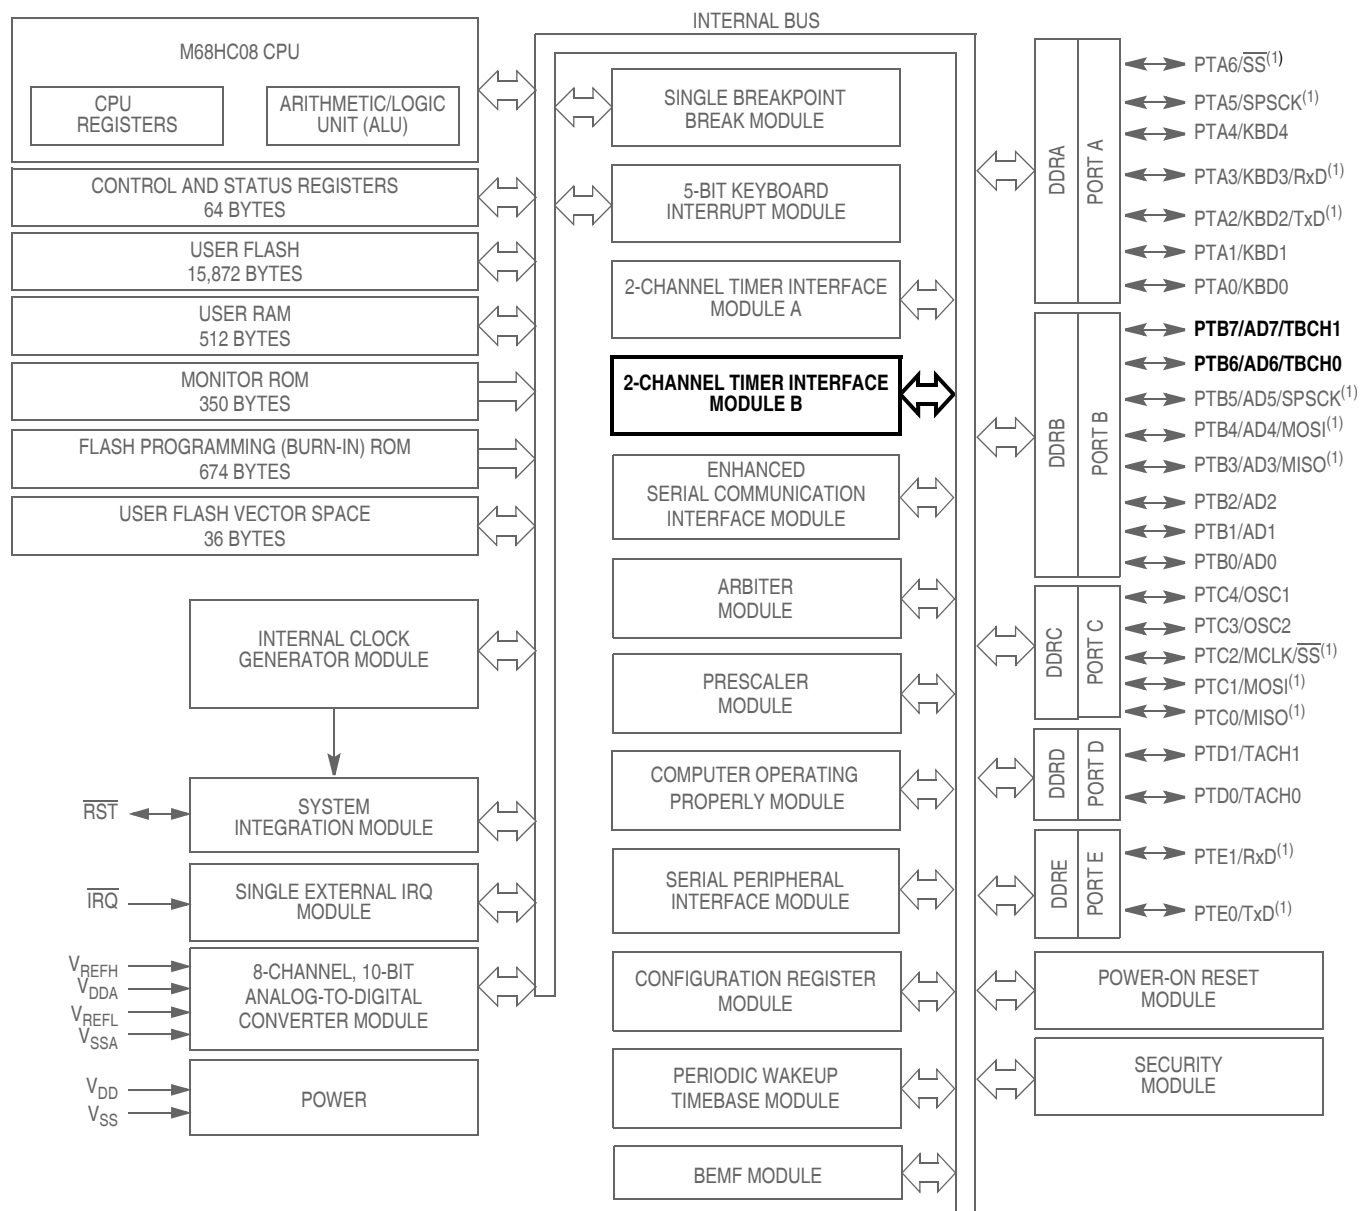 INTERNAL BUS
M68HC08 CPU
CPU
REGISTERS
ARITHMETIC/LOGIC
UNIT (ALU)
CONTROL AND STATUS REGISTERS
64 BYTES
USER FLASH
15,872 BYTES
USER RAM
512 BYTES
MONITOR ROM
350 BYTES
FLASH PROGRAMMING (BURN-IN) ROM
674 BYTES
USER FLASH VECTOR SPACE
36 BYTES
INTERNAL CLOCK
GENERATOR MODULE
RST
SYSTEM
INTEGRATION MODULE
IRQ
SINGLE EXTERNAL IRQ
MODULE
VREFH
VDDA
VREFL
VSSA
8-CHANNEL, 10-BIT
ANALOG-TO-DIGITAL
CONVERTER MODULE
VDD
VSS
POWER
SINGLE BREAKPOINT
BREAK MODULE
5-BIT KEYBOARD
INTERRUPT MODULE
2-CHANNEL TIMER INTERFACE
MODULE A
2-CHANNEL TIMER INTERFACE
MODULE B
ENHANCED
SERIAL COMMUNICATION
INTERFACE MODULE
ARBITER
MODULE
PRESCALER
MODULE
COMPUTER OPERATING
PROPERLY MODULE
SERIAL PERIPHERAL
INTERFACE MODULE
CONFIGURATION REGISTER
MODULE
PERIODIC WAKEUP
TIMEBASE MODULE
BEMF MODULE
DDRA
PORT A
PTA6/SS(1)
PTA5/SPSCK(1)
PTA4/KBD4
PTA3/KBD3/RxD(1)
PTA2/KBD2/TxD(1)
PTA1/KBD1
PTA0/KBD0
DDRB
PORT B
PTB7/AD7/TBCH1
PTB6/AD6/TBCH0
PTB5/AD5/SPSCK(1)
PTB4/AD4/MOSI(1)
PTB3/AD3/MISO(1)
PTB2/AD2
PTB1/AD1
PTB0/AD0
DDRC
PORT C
PTC4/OSC1
PTC3/OSC2
PTC2/MCLK/SS(1)
PTC1/MOSI(1)
PTC0/MISO(1)
DDRD
PORT D
PTD1/TACH1
PTD0/TACH0
DDRE
PORT E
PTE1/RxD(1)
PTE0/TxD(1)
POWER-ON RESET
MODULE
SECURITY
MODULE